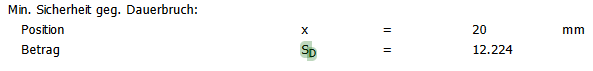 Min. Sicherheit geg. Dauerbruch:
Position x = 20 mm
Betrag SD = 12.224